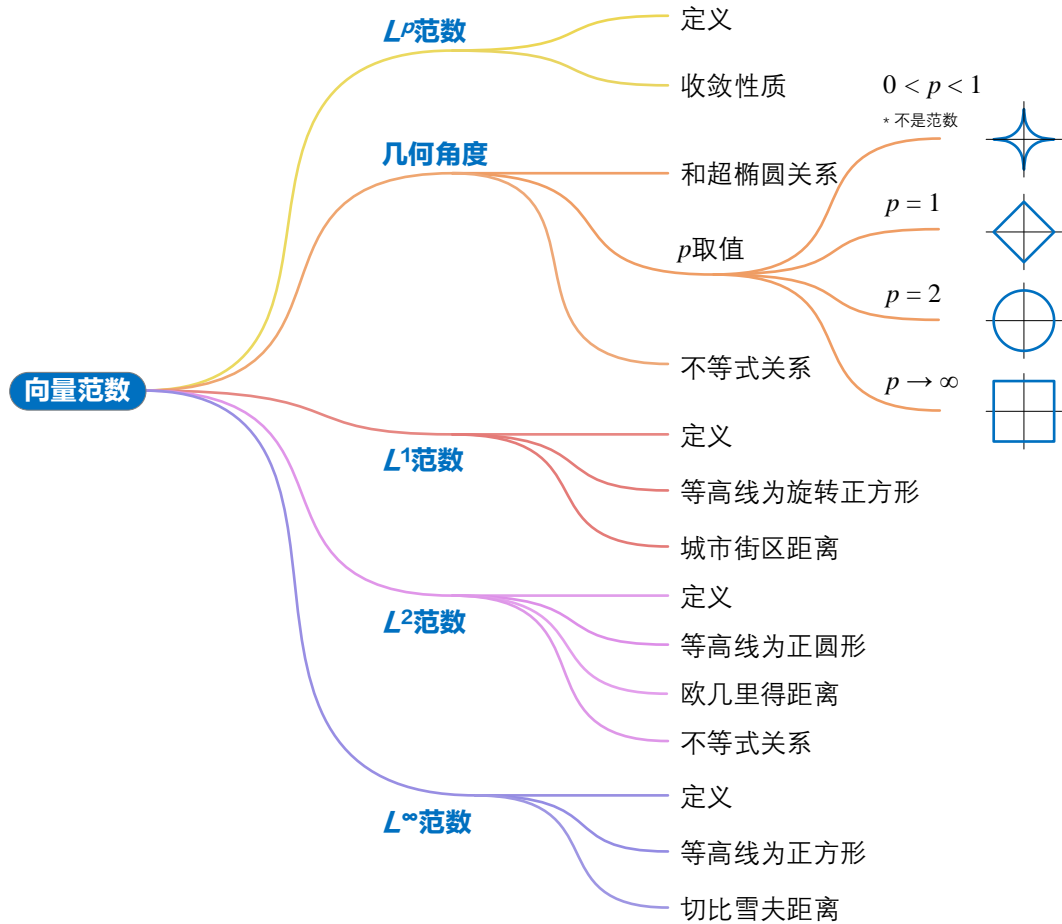 向量范数
Lᵖ范数
定义
收敛性质
几何角度
和超椭圆关系
p取值
0 < p < 1
* 不是范数
p = 1
p = 2
p → ∞
不等式关系
L¹范数
定义
等高线为旋转正方形
城市街区距离
L²范数
定义
等高线为正圆形
欧几里得距离
不等式关系
L∞范数
定义
等高线为正方形
切比雪夫距离